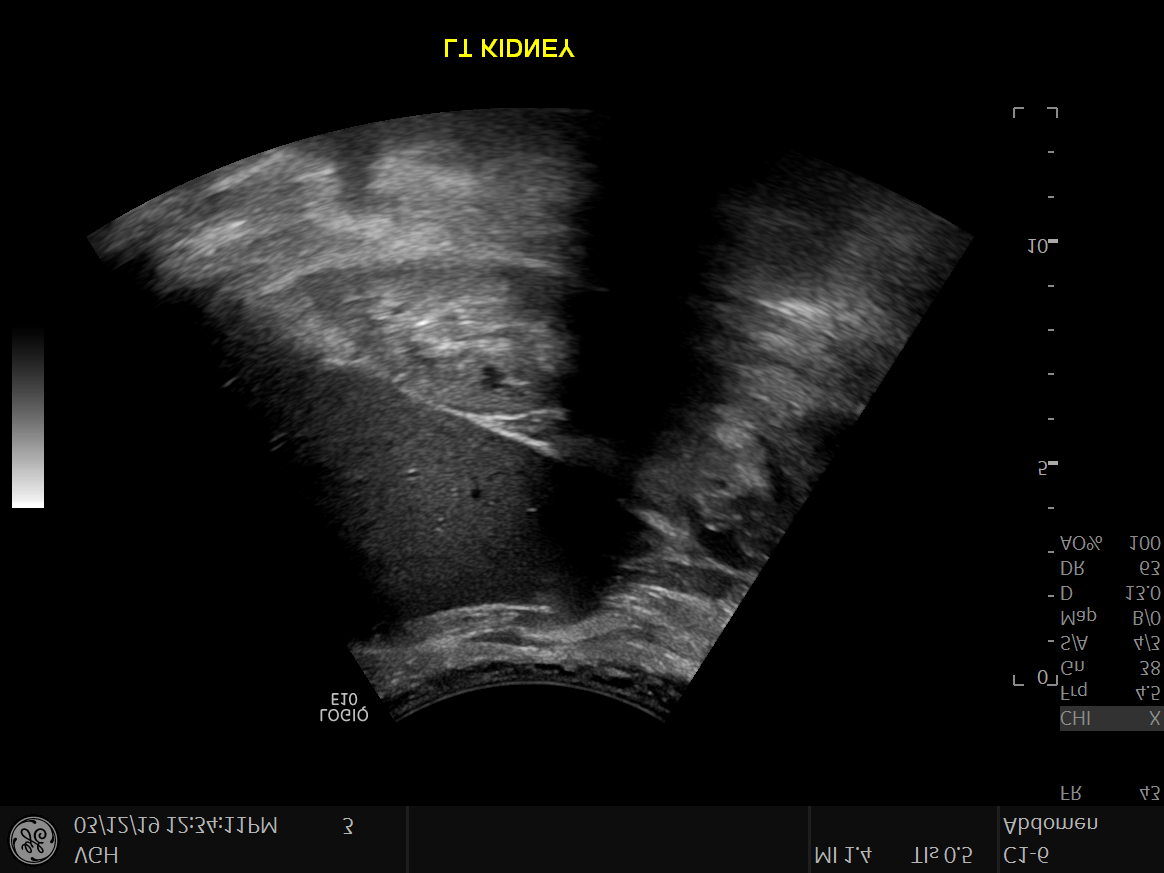 LT KIDNEY
10
5
0
AO% 100
DR 63
D 13.0
Map B/0
S/A 4/3
Gn 38
Frq 4.5
CHI X
FR 43
E10
LOGIQ
03/12/19 12:34:11PM 3
VGH
MI 1.4 TIs 0.5
Abdomen
C1-6